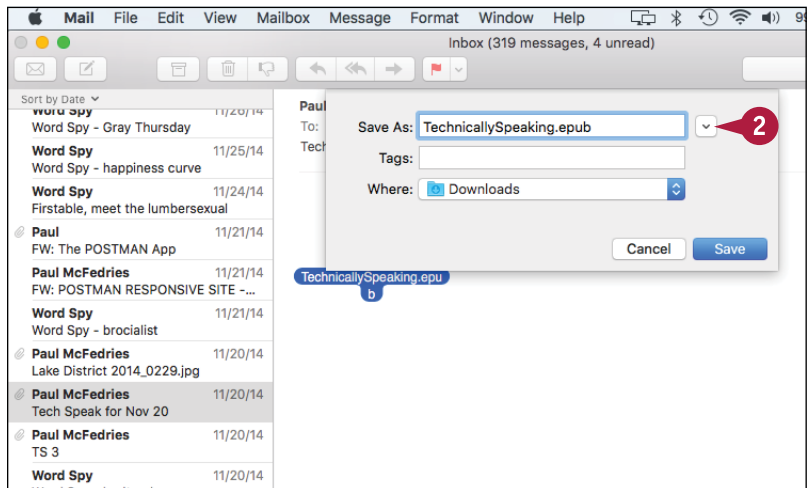 Mail File Edit View Mailbox Message Format Window Help 99
Inbox (319 messages, 4 unread)
Sort by Date
Word Spy 11/26/14
Word Spy - Gray Thursday
Word Spy 11/25/14
Word Spy - happiness curve
Word Spy 11/24/14
Firstable, meet the lumbersexual
Paul 11/21/14
FW: The POSTMAN App
Paul McFedries 11/21/14
FW: POSTMAN RESPONSIVE SITE -...
Word Spy 11/21/14
Word Spy - brocialist
Paul McFedries 11/20/14
Lake District 2014_0229.jpg
Paul McFedries 11/20/14
Tech Speak for Nov 20
Paul McFedries 11/20/14
TS 3
Word Spy 11/20/14
Paul
To:
Tech
Save As: TechnicallySpeaking.epub
2
Tags:
Where: Downloads
Cancel Save
TechnicallySpeaking.epu
b